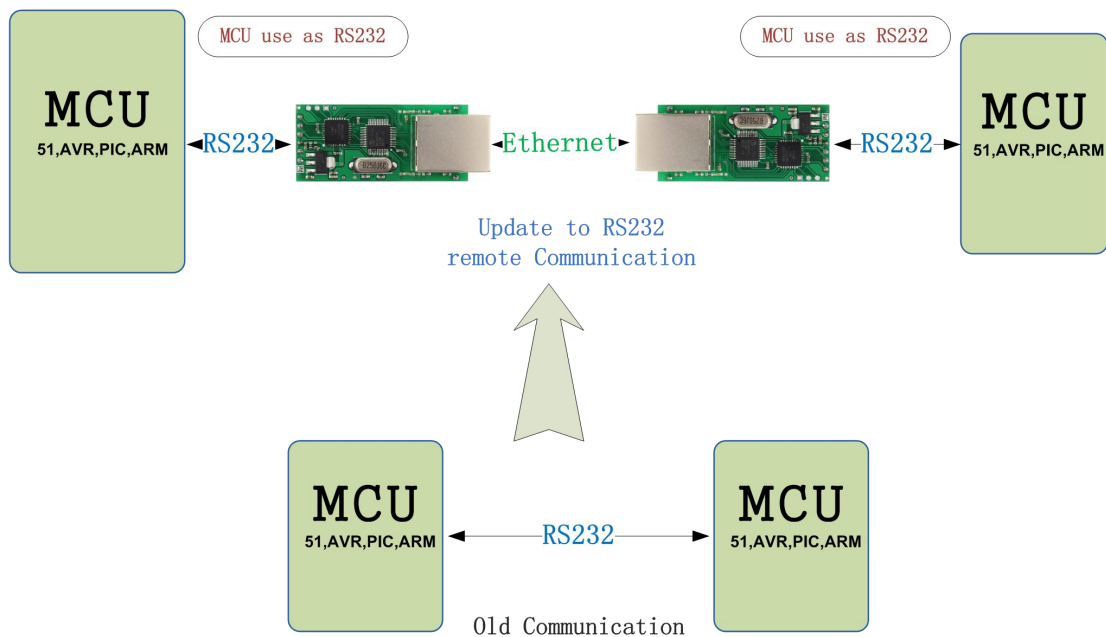 MCU use as RS232
MCU use as RS232
MCU
51,AVR,PIC,ARM
RS232
Ethernet
RS232
MCU
51,AVR,PIC,ARM
Update to RS232
remote Communication
MCU
51,AVR,PIC,ARM
RS232
MCU
51,AVR,PIC,ARM
Old Communication